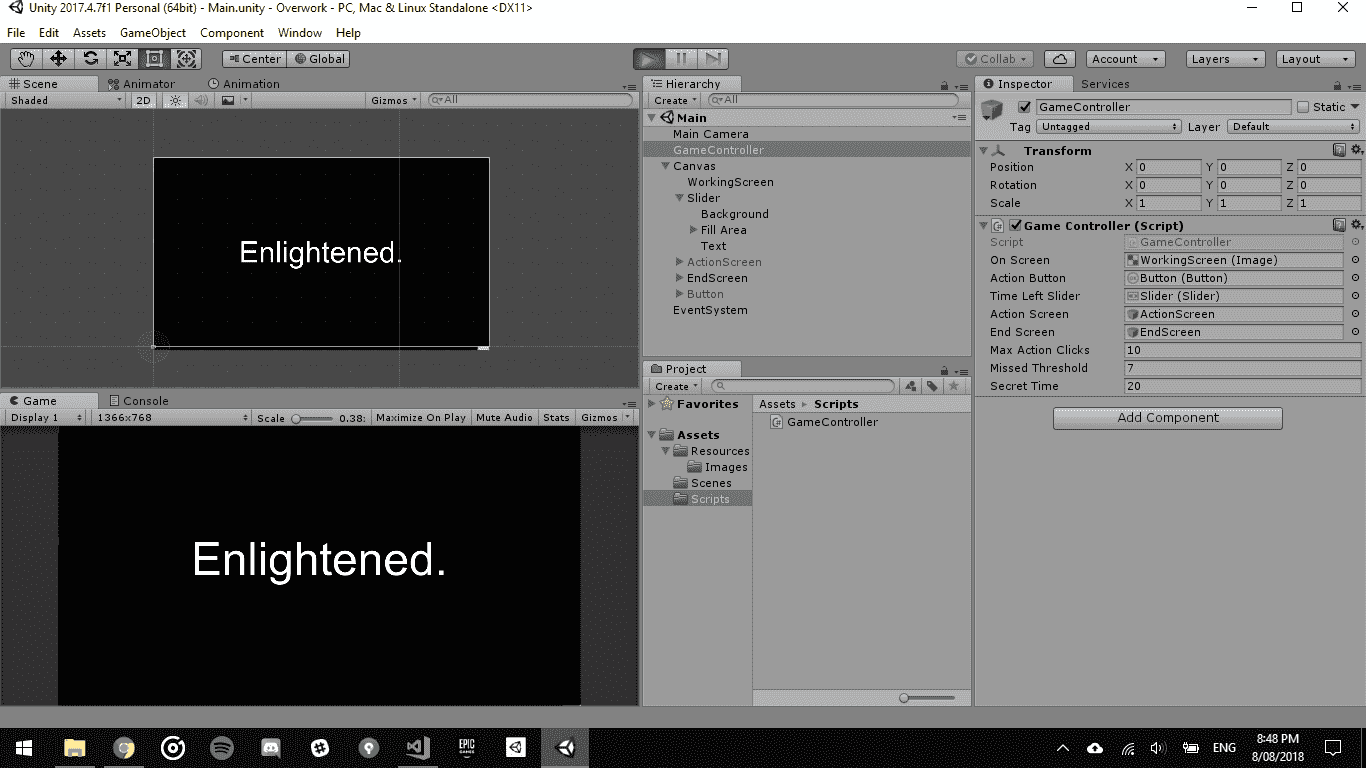 Unity 2017.4.7f1 Personal (64bit) - Main.unity - Overwork - PC, Mac & Linux Standalone <DX11>
File Edit Assets GameObject Component Window Help
Center Global Collab Account Layers Layout
Scene Animator Animation
Shaded 2D Gizmos All
Enlightened.
Game Console
Display 1 1366x768 Scale 0.38: Maximize On Play Mute Audio Stats Gizmos
Enlightened.
Hierarchy
Create All
Main
Main Camera
GameController
Canvas
WorkingScreen
Slider
Background
Fill Area
Text
ActionScreen
EndScreen
Button
EventSystem
Project
Create
Favorites
Assets
Resources
Images
Scenes
Scripts
Assets Scripts
GameController
Inspector Services
GameController Static
Tag Untagged Layer Default
Transform
Position X 0 Y 0 Z 0
Rotation X 0 Y 0 Z 0
Scale X 1 Y 1 Z 1
Game Controller (Script)
Script GameController
On Screen WorkingScreen (Image)
Action Button Button (Button)
Time Left Slider Slider (Slider)
Action Screen ActionScreen
End Screen EndScreen
Max Action Clicks 10
Missed Threshold 7
Secret Time 20
Add Component
EPIC
GAMES
ENG
8:48 PM
8/08/2018